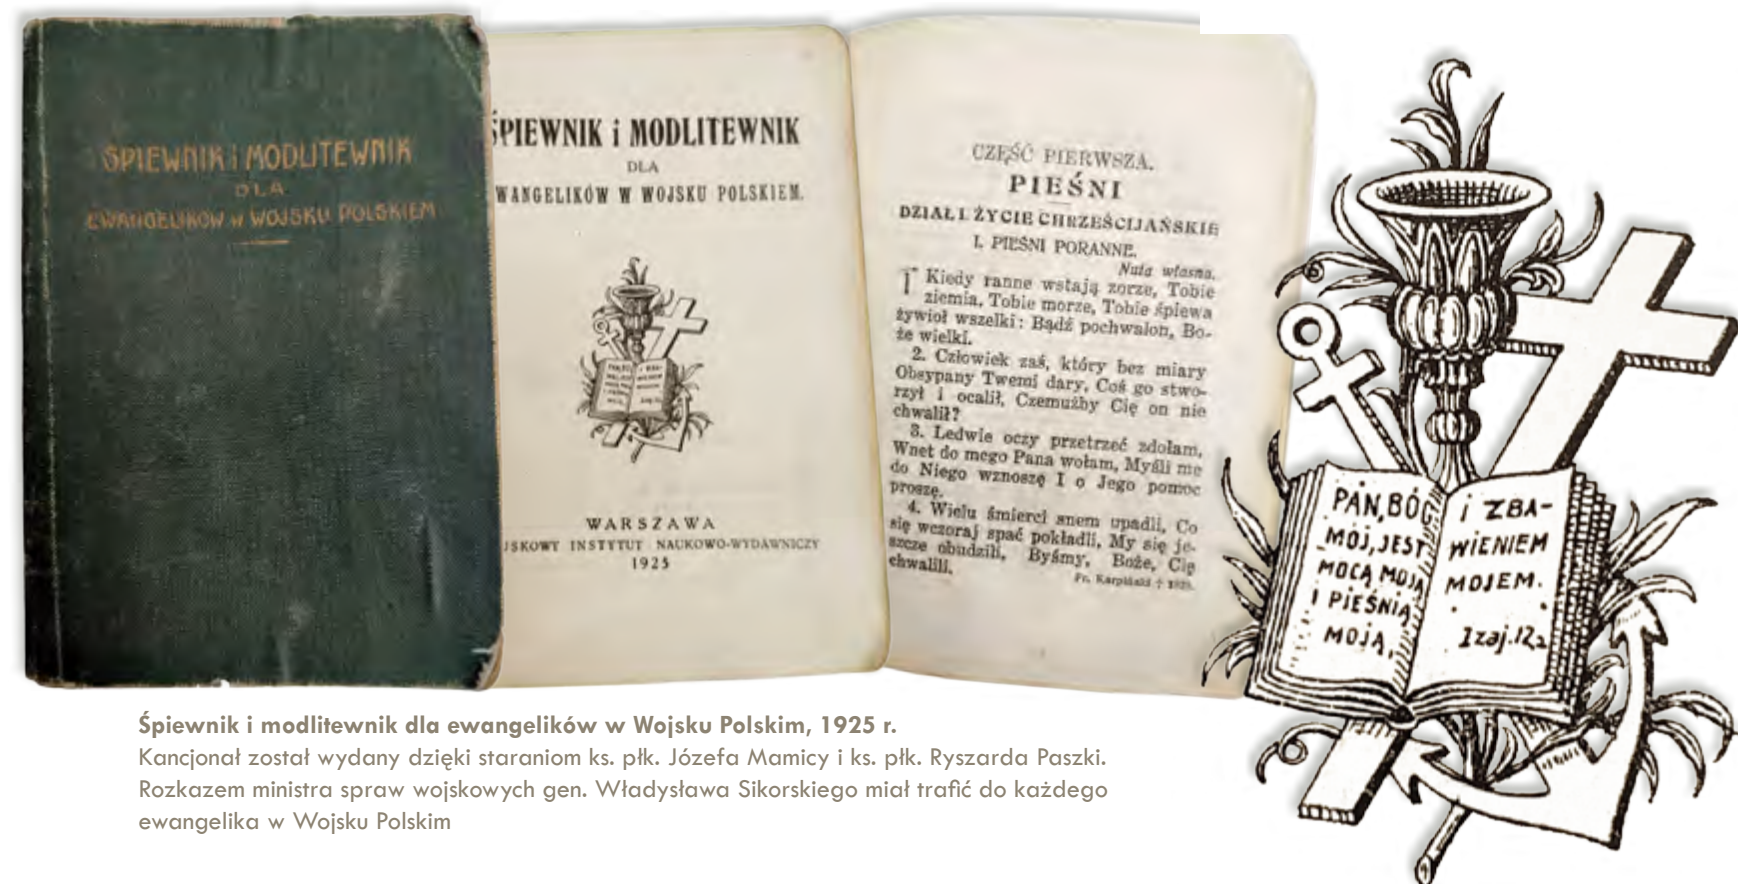 ŚPIEWNIK i MODLITEWNIK
DLA
EWANGELIKÓW W WOJSKU POLSKIEM
ŚPIEWNIK i MODLITEWNIK
DLA
WANGELIKÓW W WOJSKU POLSKIEM.
WARSZAWA
JSKOWY INSTYTUT NAUKOWO-WYDAWNICZY
1925
CZĘŚĆ PIERWSZA.
PIEŚNI
DZIAŁ I. ŻYCIE CHRZEŚCIJAŃSKIE
I. PIEŚNI PORANNE.
Nuta własna.
1 Kiedy ranne wstają zorze, Tobie
ziemia, Tobie morze, Tobie śpiewa
żywioł wszelki: Bądź pochwalon, Bo-
że wielki.
2. Człowiek zaś, który bez miary
Obsypany Twemi dary, Coś go stwo-
rzył i ocalił, Czemużby Cię on nie
chwalił?
3. Ledwie oczy przetrzeć zdołam,
Wnet do mego Pana wołam, Myśli me
do Niego wznoszę I o Jego pomoc
proszę.
4. Wielu śmierci snem upadli, Co
się wczoraj spać pokładli, My się je-
szcze obudzili, Byśmy, Boże, Cię
chwalili.
Fr. Karpiński †
PAN, BÓG
MÓJ, JEST
MOCĄ MOJĄ
I PIEŚNIĄ
MOJĄ,
i ZBA-
WIENIEM
MOJEM.
Izaj. 12,2
Śpiewnik i modlitewnik dla ewangelików w Wojsku Polskim, 1925 r.
Kancjonał został wydany dzięki staraniom ks. płk. Józefa Mamicy i ks. płk. Ryszarda Paszki.
Rozkazem ministra spraw wojskowych gen. Władysława Sikorskiego miał trafić do każdego
ewangelika w Wojsku Polskim